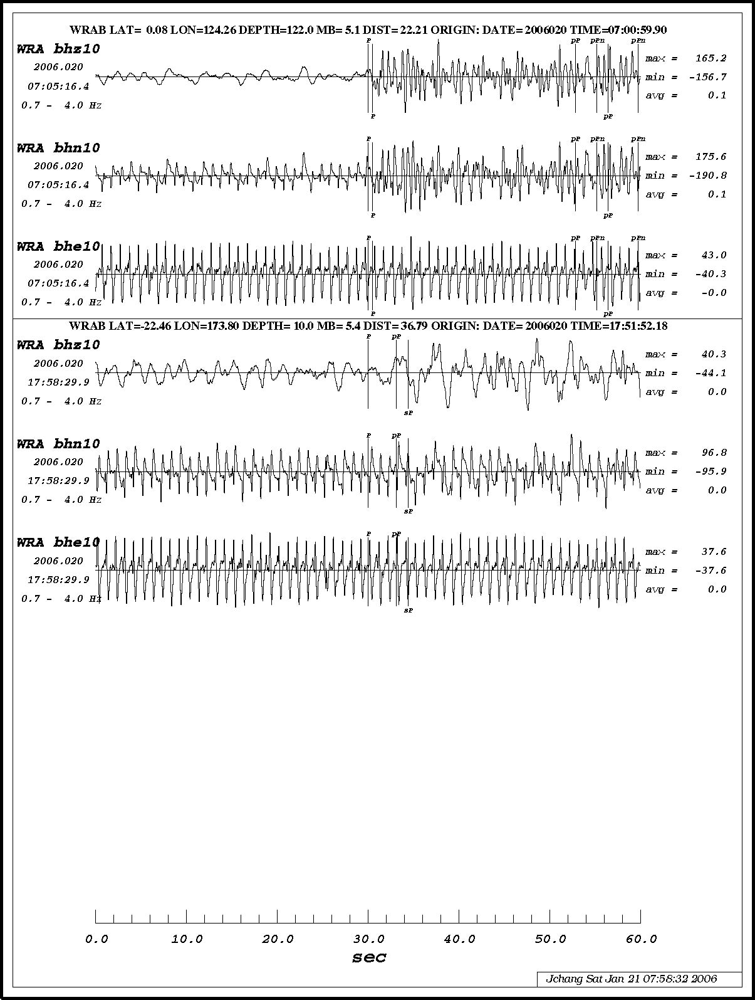 WRAB LAT= 0.08 LON=124.26 DEPTH=122.0 MB= 5.1 DIST= 22.21 ORIGIN: DATE= 2006020 TIME=07:00:59.90
P pP pPn pPn
WRA bhz10
2006.020
07:05:16.4
0.7 - 4.0 Hz
max = 165.2
min = -156.7
avg = 0.1
P pP
P pP pPn pPn
WRA bhn10
2006.020
07:05:16.4
0.7 - 4.0 Hz
max = 175.6
min = -190.8
avg = 0.1
P pP
P pP pPn pPn
WRA bhe10
2006.020
07:05:16.4
0.7 - 4.0 Hz
max = 43.0
min = -40.3
avg = -0.0
P pP
WRAB LAT=-22.46 LON=173.80 DEPTH= 10.0 MB= 5.4 DIST= 36.79 ORIGIN: DATE= 2006020 TIME=17:51:52.18
P pP
WRA bhz10
2006.020
17:58:29.9
0.7 - 4.0 Hz
max = 40.3
min = -44.1
avg = 0.0
sP
P pP
WRA bhn10
2006.020
17:58:29.9
0.7 - 4.0 Hz
max = 96.8
min = -95.9
avg = 0.0
sP
P pP
WRA bhe10
2006.020
17:58:29.9
0.7 - 4.0 Hz
max = 37.6
min = -37.6
avg = 0.0
sP
0.0 10.0 20.0 30.0 40.0 50.0 60.0
sec
Jchang Sat Jan 21 07:58:32 2006